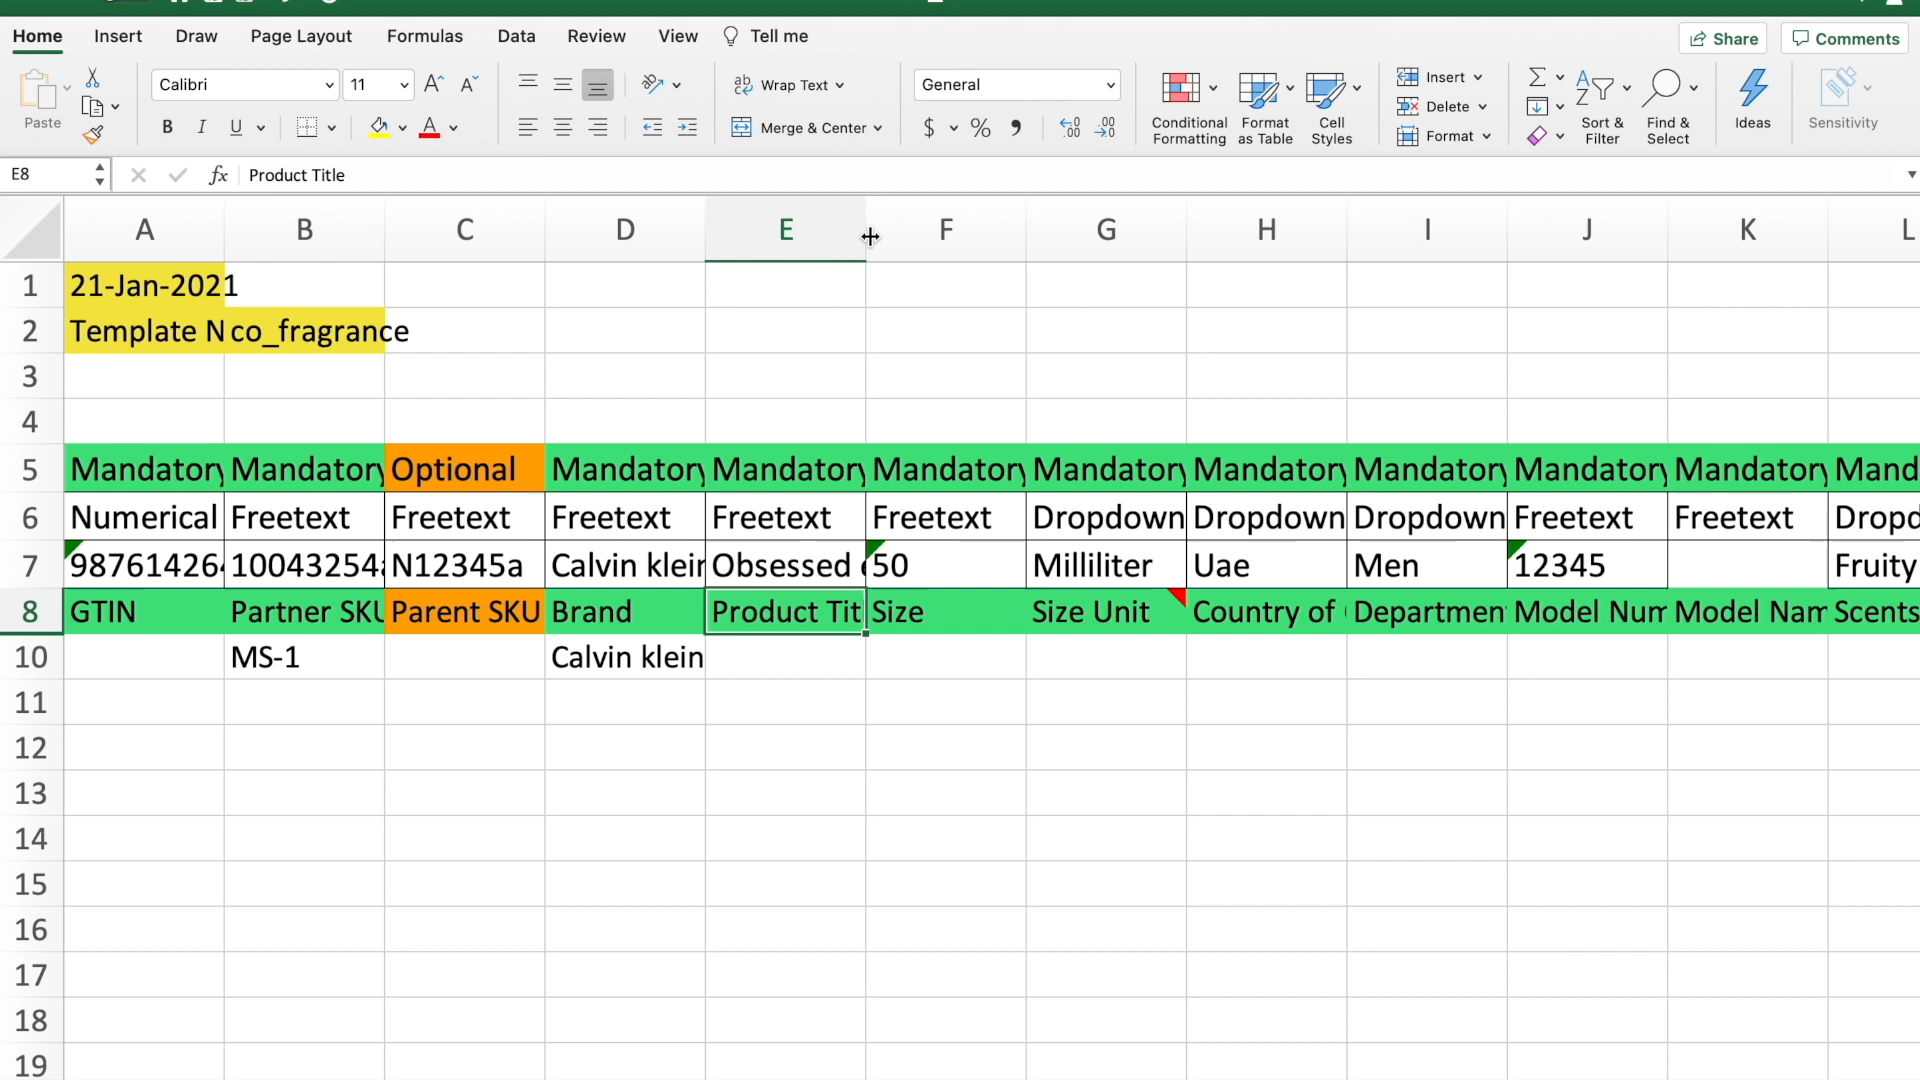 Home Insert Draw Page Layout Formulas Data Review View Tell me Share Comments
Calibri 11 Wrap Text General Insert
Paste B I U Merge & Center $ % Conditional Formatting Format as Table Cell Styles Delete Format Sort & Filter Find & Select Ideas Sensitivity
E8 fx Product Title
A B C D E F G H I J K L
1 21-Jan-2021
2 Template N co_fragrance
3
4
5 Mandatory Mandatory Optional Mandatory Mandatory Mandatory Mandatory Mandatory Mandatory Mandatory Mandatory Mand
6 Numerical Freetext Freetext Freetext Freetext Freetext Dropdown Dropdown Dropdown Freetext Freetext Dropd
7 98761426 10043254 N12345a Calvin klein Obsessed 50 Milliliter Uae Men 12345 Fruity
8 GTIN Partner SKU Parent SKU Brand Product Tit Size Size Unit Country of Departmen Model Num Model Nam Scents
10 MS-1 Calvin klein
11
12
13
14
15
16
17
18
19